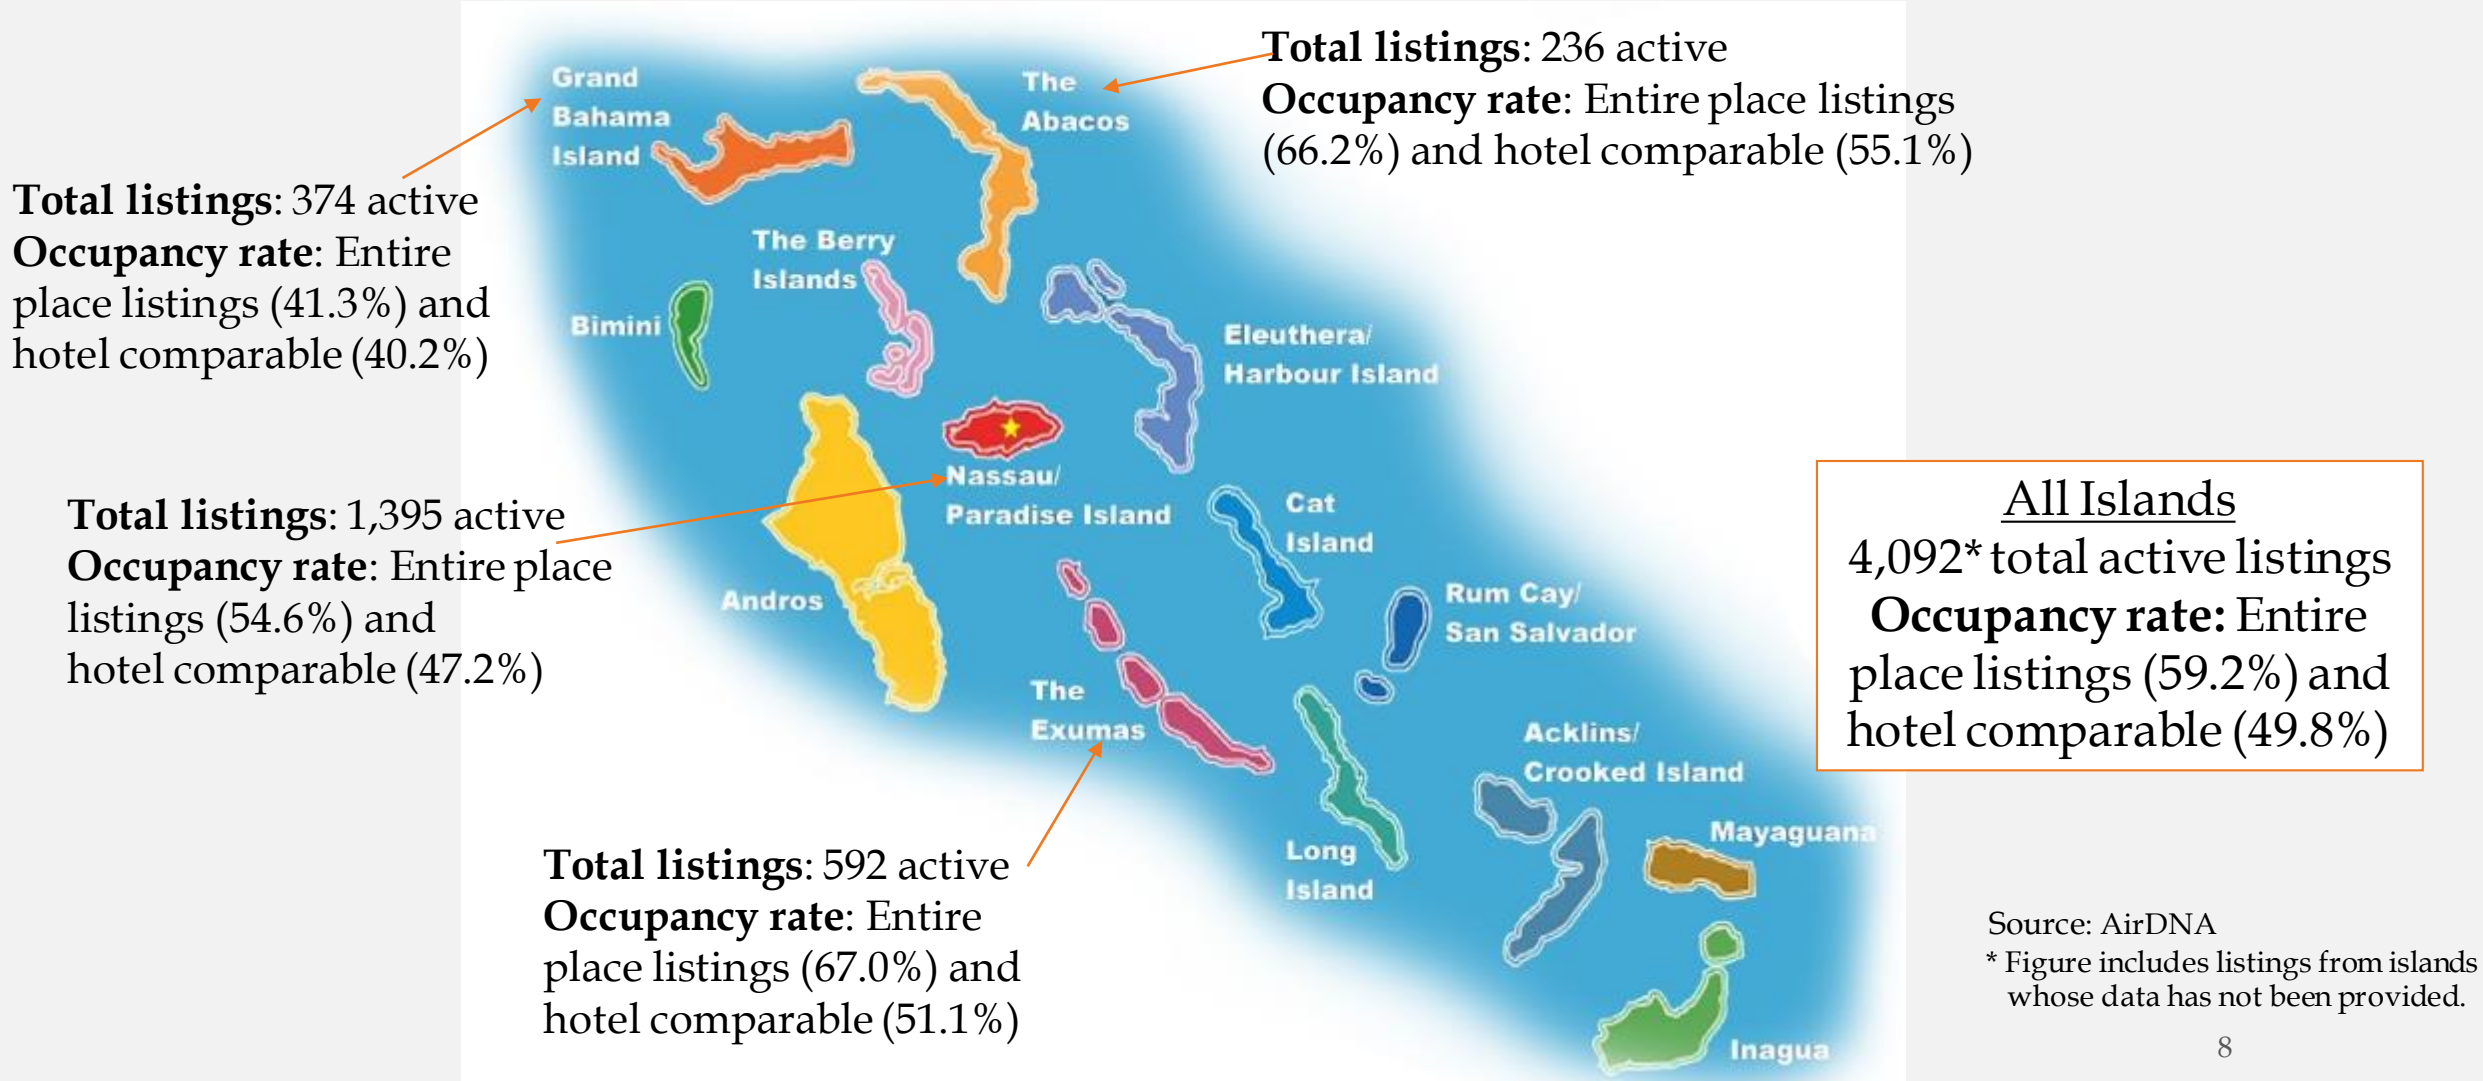 Total listings: 236 active
Occupancy rate: Entire place listings
(66.2%) and hotel comparable (55.1%)
Grand
Bahama
Island
The
Abacos
Total listings: 374 active
Occupancy rate: Entire
place listings (41.3%) and
hotel comparable (40.2%)
The Berry
Islands
Bimini
Eleuthera/
Harbour Island
Nassau/
Paradise Island
Total listings: 1,395 active
Occupancy rate: Entire place
listings (54.6%) and
hotel comparable (47.2%)
Andros
Cat
Island
Rum Cay/
San Salvador
All Islands
4,092* total active listings
Occupancy rate: Entire
place listings (59.2%) and
hotel comparable (49.8%)
The
Exumas
Acklins/
Crooked Island
Mayaguana
Long
Island
Total listings: 592 active
Occupancy rate: Entire
place listings (67.0%) and
hotel comparable (51.1%)
Inagua
Source: AirDNA
* Figure includes listings from islands
whose data has not been provided.
8